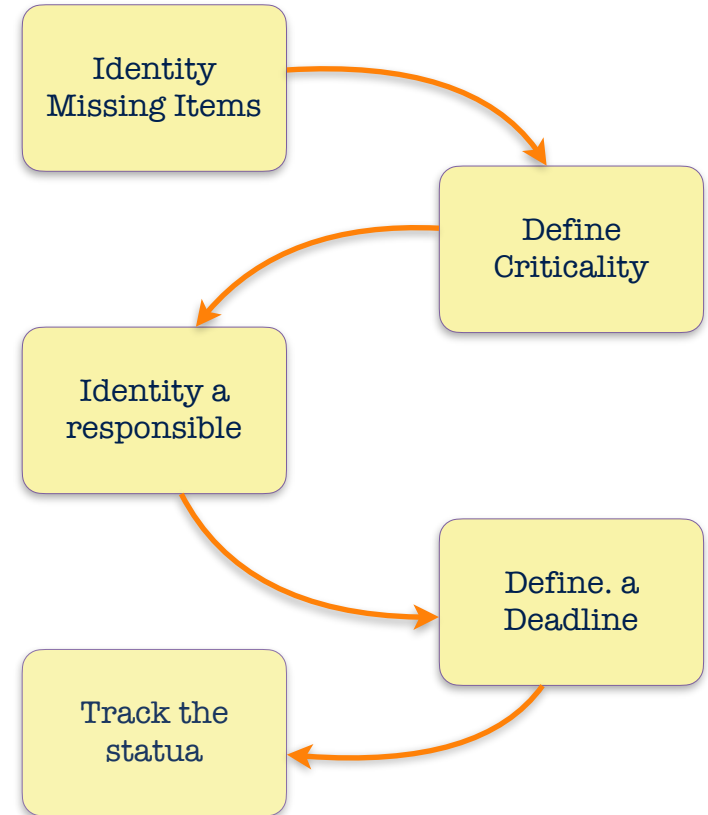 Identity
Missing Items
Define
Criticality
Identity a
responsible
Define. a
Deadline
Track the
statua